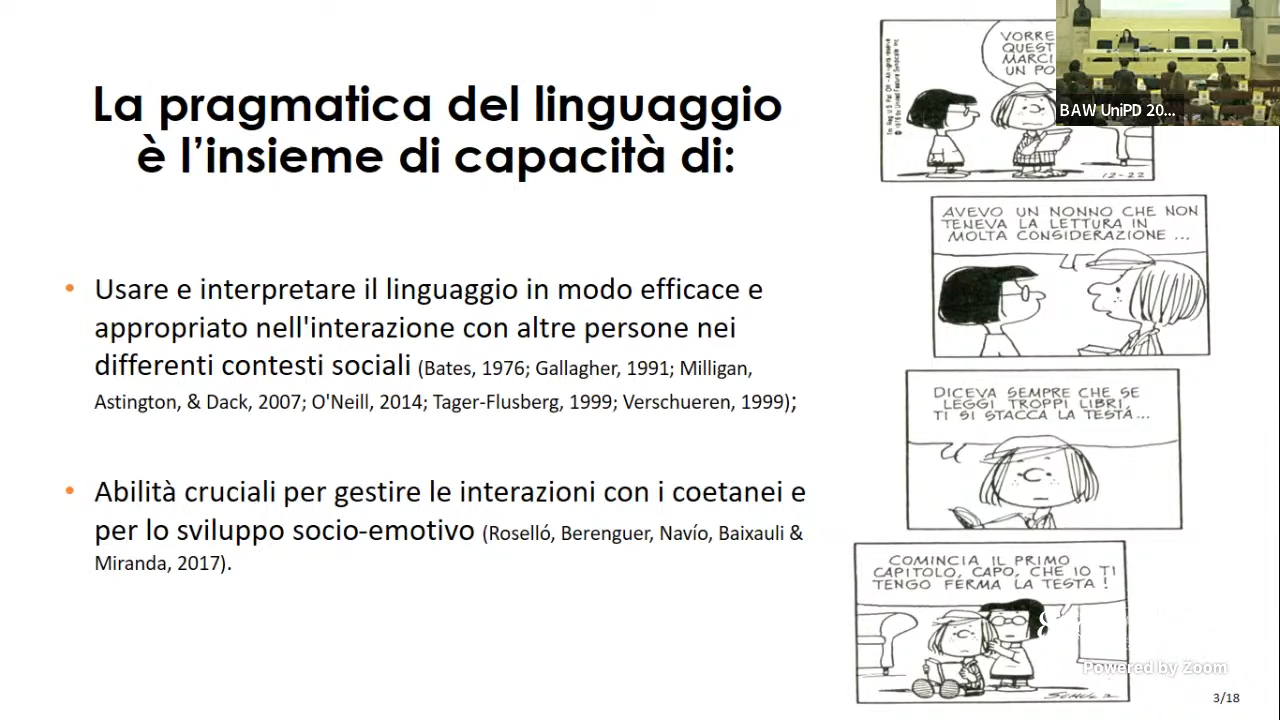 La pragmatica del linguaggio
è l'insieme di capacità di:
• Usare e interpretare il linguaggio in modo efficace e
appropriato nell'interazione con altre persone nei
differenti contesti sociali (Bates, 1976; Gallagher, 1991; Milligan,
Astington, & Dack, 2007; O'Neill, 2014; Tager-Flusberg, 1999; Verschueren, 1999);
• Abilità cruciali per gestire le interazioni con i coetanei e
per lo sviluppo socio-emotivo (Roselló, Berenguer, Navío, Baixauli &
Miranda, 2017).
VORRE
QUEST
MARCI
UN PO
12-22
BAW UniPD 20...
AVEVO UN NONNO CHE NON
TENEVA LA LETTURA IN
MOLTA CONSIDERAZIONE ...
DICEVA SEMPRE CHE SE
LEGGI TROPPI LIBRI,
TI SI STACCA LA TESTA...
COMINCIA IL PRIMO
CAPITOLO, CAPO, CHE IO TI
TENGO FERMA LA TESTA !
SCHULZ
Powered by Zoom
3/18